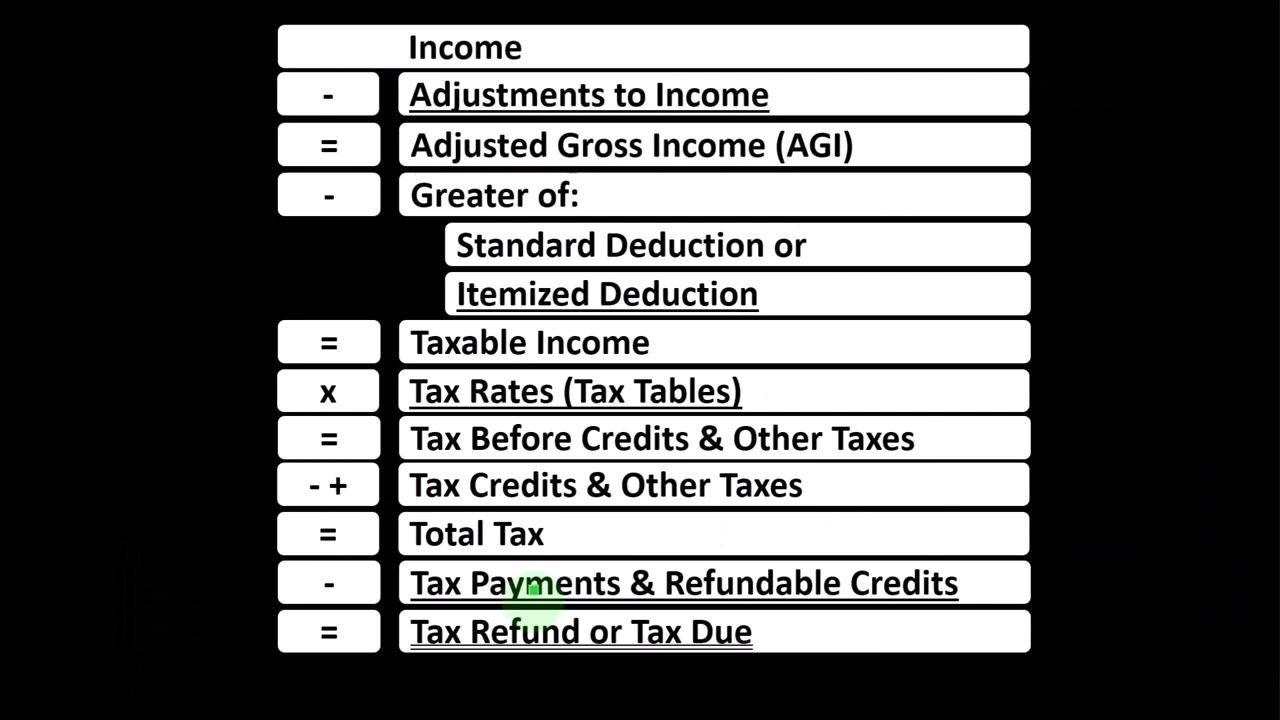 Income
- Adjustments to Income
= Adjusted Gross Income (AGI)
- Greater of:
Standard Deduction or
Itemized Deduction
= Taxable Income
x Tax Rates (Tax Tables)
= Tax Before Credits & Other Taxes
- + Tax Credits & Other Taxes
= Total Tax
- Tax Payments & Refundable Credits
= Tax Refund or Tax Due